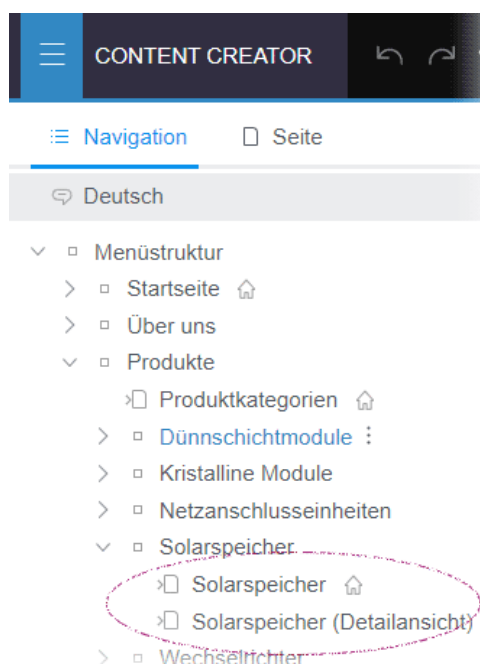 CONTENT CREATOR
Navigation Seite
Deutsch
Menüstruktur
Startseite
Über uns
Produkte
Produktkategorien
Dünnschichtmodule
Kristalline Module
Netzanschlusseinheiten
Solarspeicher
Solarspeicher
Solarspeicher (Detailansicht)
Wechselrichter